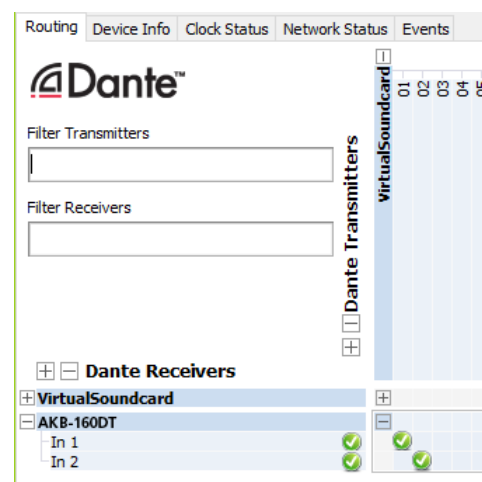 Routing Device Info Clock Status Network Status Events
Dante™
Filter Transmitters
Filter Receivers
Dante Transmitters
VirtualSoundcard
01
02
03
04
Dante Receivers
VirtualSoundcard
AKB-160DT
In 1
In 2